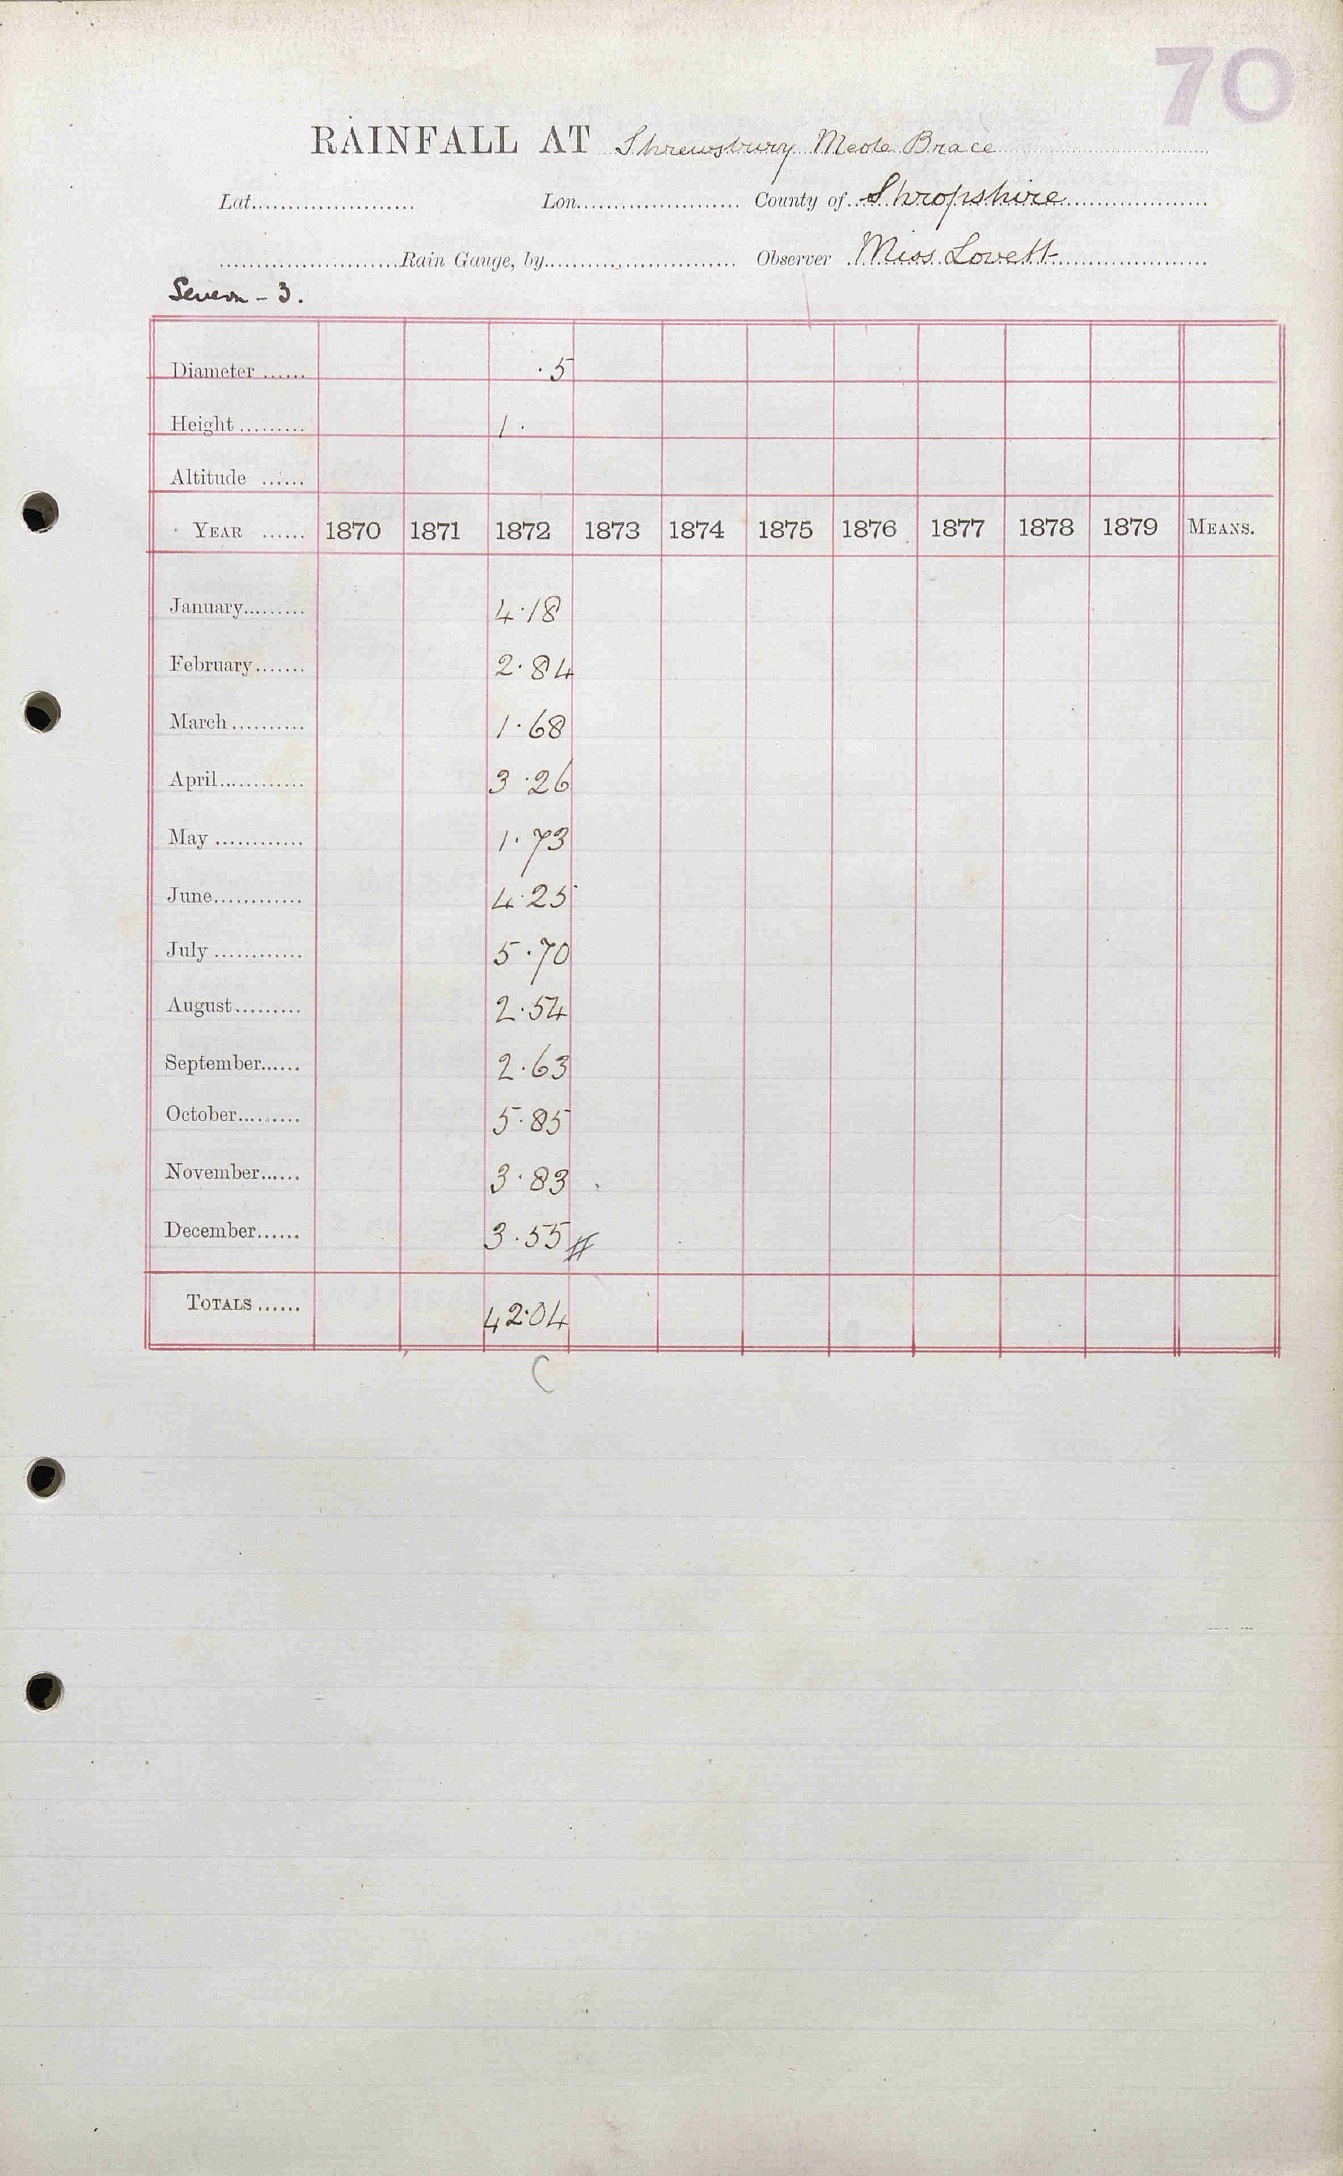 70
RAINFALL AT Shrewsbury Meole Brace
Lat...................... Lon...................... County of Shropshire
........................Rain Gauge, by......................... Observer Miss Lovett
Severn - 3.
Diameter ...... ·5
Height ......... 1 ·
Altitude ......
YEAR ...... 1870 1871 1872 1873 1874 1875 1876 1877 1878 1879 MEANS.
January......... 4·18
February....... 2·84
March.......... 1·68
April............ 3·26
May ............ 1·73
June............ 4·25
July ............ 5·70
August......... 2·54
September...... 2·63
October......... 5·85
November...... 3·83
December...... 3·55 #
TOTALS ...... 42·04
C